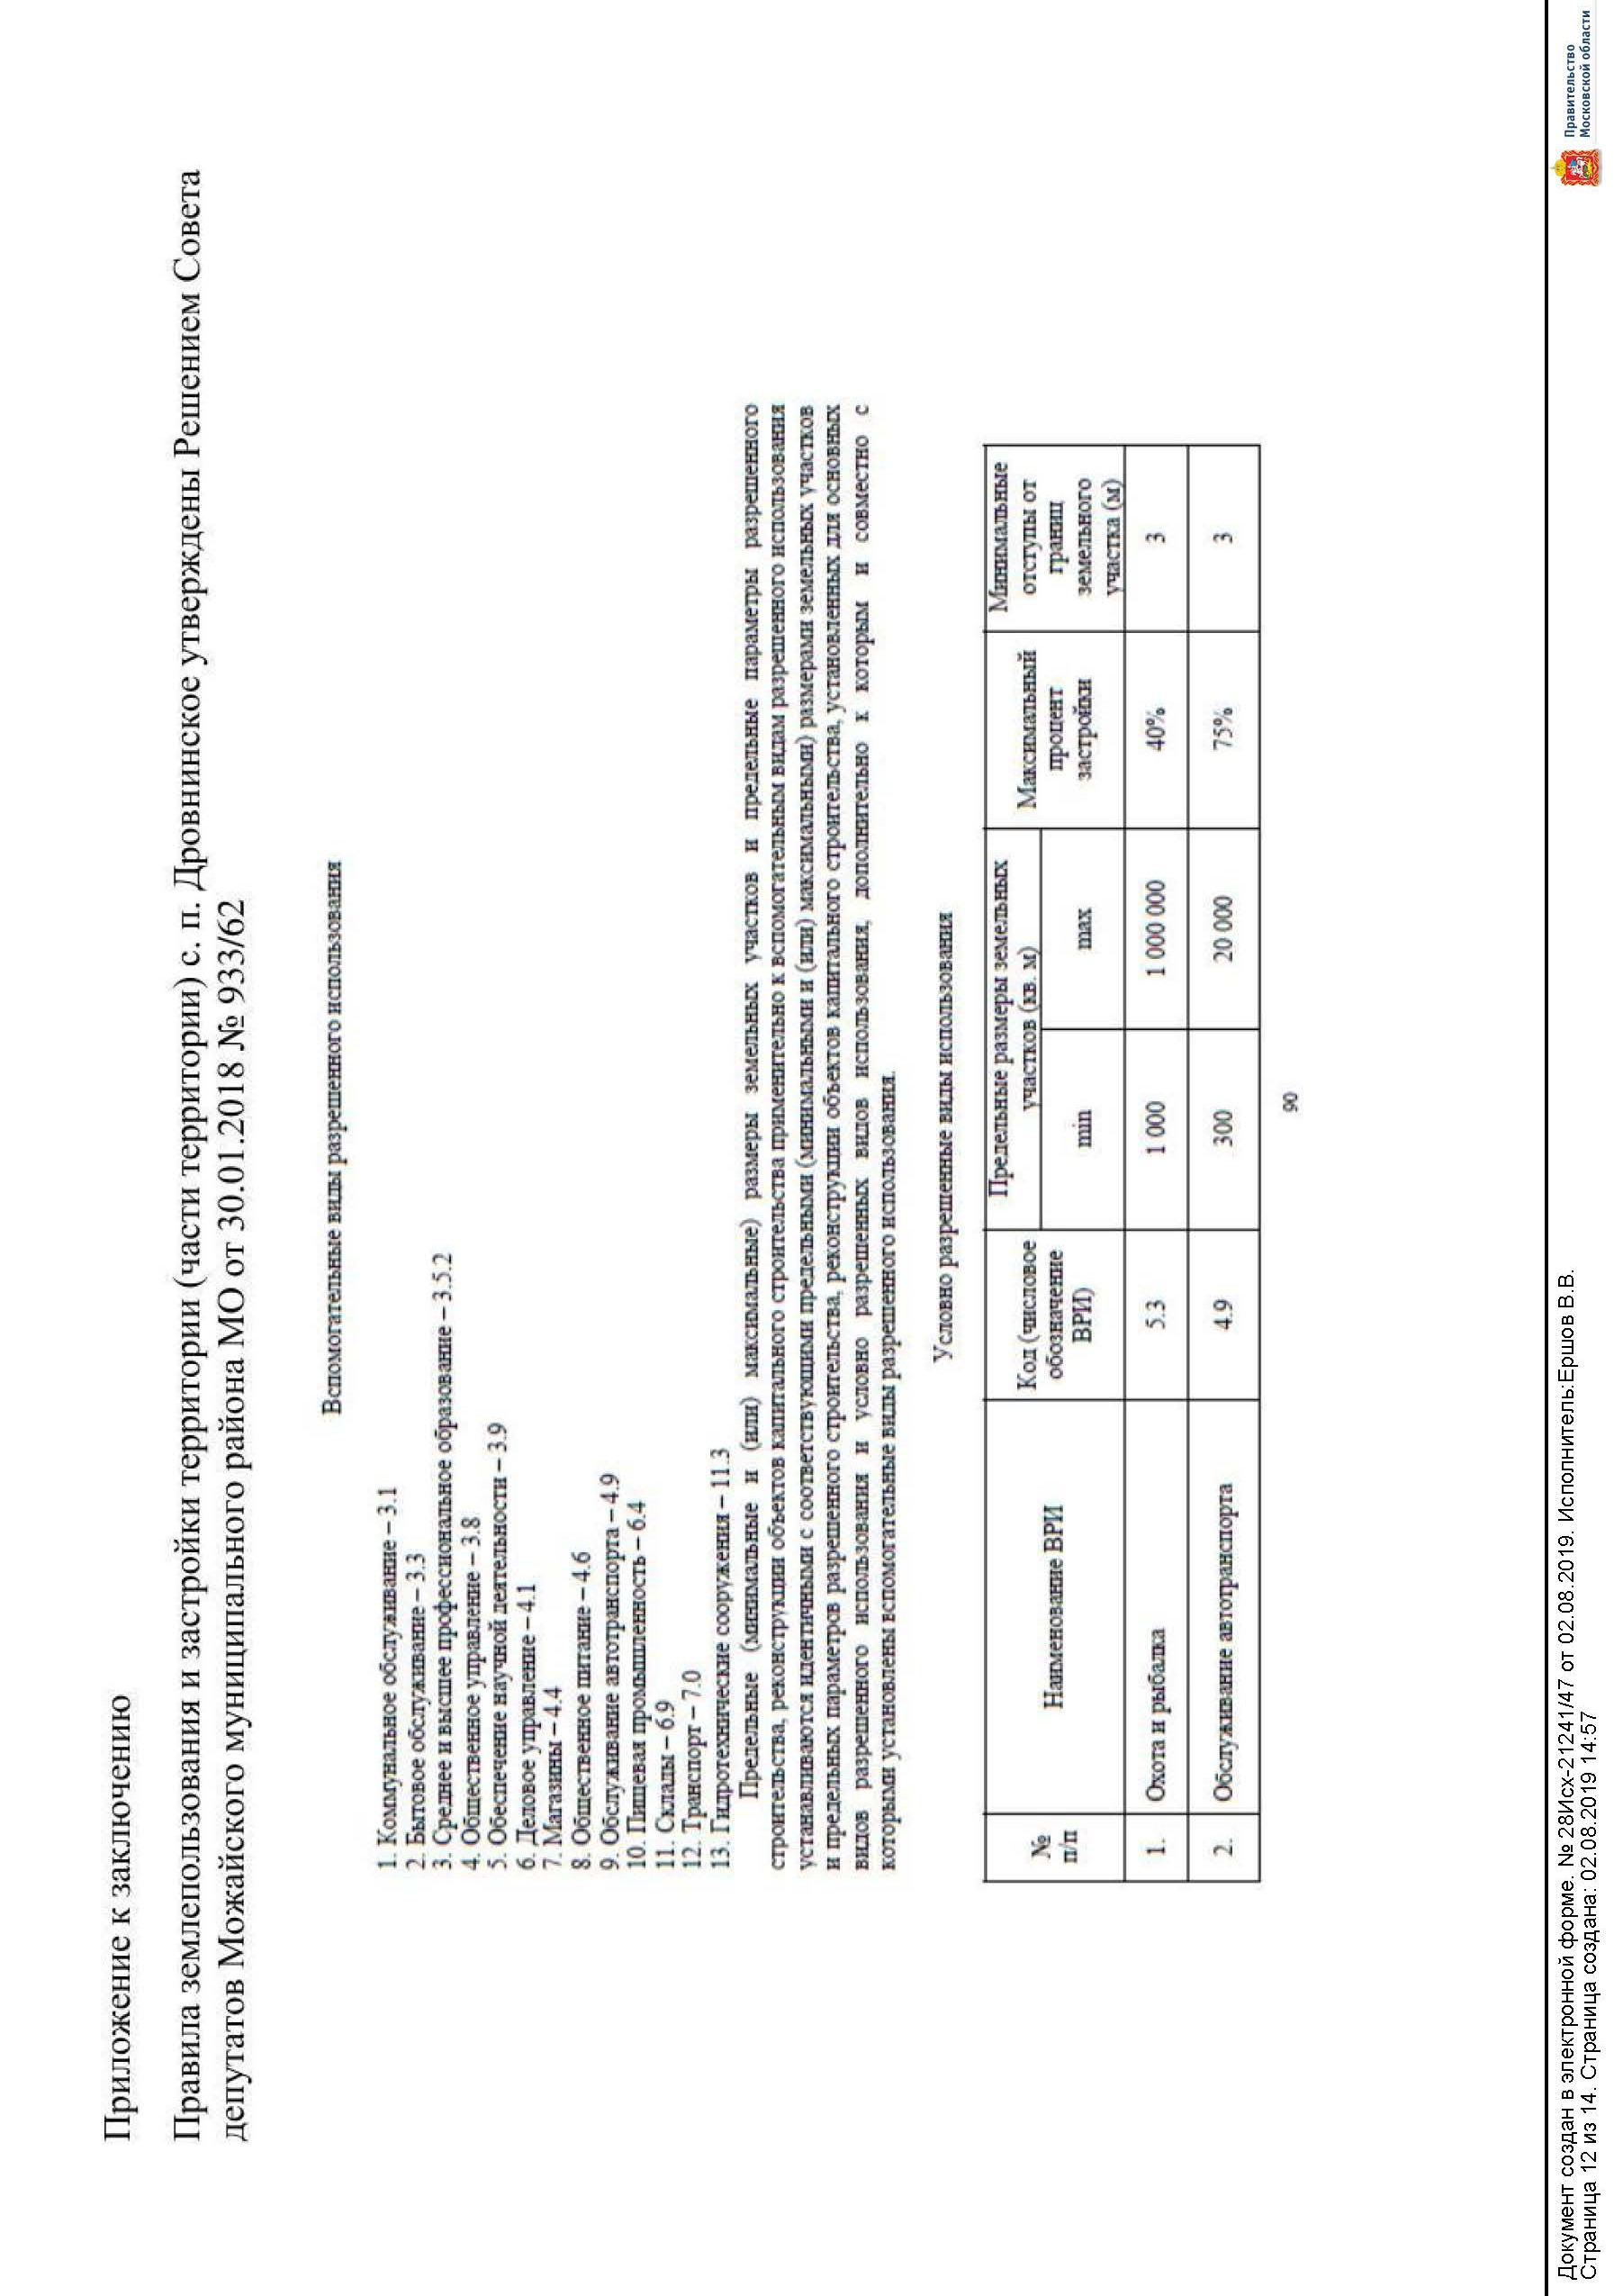 Приложение к заключению
Правила землепользования и застройки территории (части территории) с. п. Дровнинское утверждены Решением Совета
депутатов Можайского муниципального района МО от 30.01.2018 № 933/62
Вспомогательные виды разрешенного использования
1. Коммунальное обслуживание – 3.1
2. Бытовое обслуживание – 3.3
3. Среднее и высшее профессиональное образование – 3.5.2
4. Общественное управление – 3.8
5. Обеспечение научной деятельности – 3.9
6. Деловое управление – 4.1
7. Магазины – 4.4
8. Общественное питание – 4.6
9. Обслуживание автотранспорта – 4.9
10. Пищевая промышленность – 6.4
11. Склады – 6.9
12. Транспорт – 7.0
13. Гидротехнические сооружения – 11.3
Предельные (минимальные и (или) максимальные) размеры земельных участков и предельные параметры разрешенного
строительства, реконструкции объектов капитального строительства применительно к вспомогательным видам разрешенного использования
устанавливаются идентичными с соответствующими предельными (минимальными и (или) максимальными) размерами земельных участков
и предельных параметров разрешенного строительства, реконструкции объектов капитального строительства, установленных для основных
видов разрешенного использования и условно разрешенных видов использования, дополнительно к которым и совместно с
которыми установлены вспомогательные виды разрешенного использования.
Условно разрешенные виды использования
№ п/п
Наименование ВРИ
Код (числовое обозначение ВРИ)
Предельные размеры земельных участков (кв. м)
min
max
Максимальный процент застройки
Минимальные отступы от границ земельного участка (м)
1. Охота и рыбалка 5.3 1 000 1 000 000 40% 3
2. Обслуживание автотранспорта 4.9 300 20 000 75% 3
90
Документ создан в электронной форме. № 28Исх-21241/47 от 02.08.2019. Исполнитель:Ершов В.В.
Страница 12 из 14. Страница создана: 02.08.2019 14:57
Правительство
Московской области